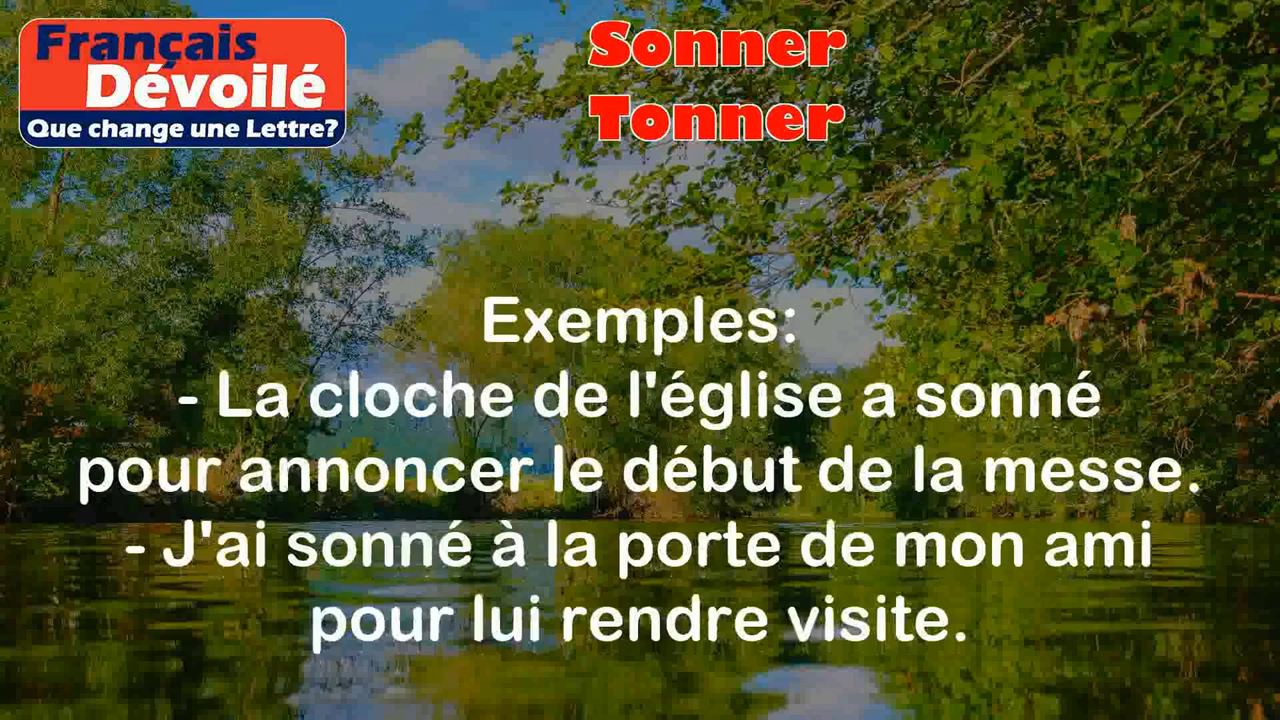 Français
Dévoilé
Que change une Lettre?
Sonner
Tonner
Exemples:
- La cloche de l'église a sonné
pour annoncer le début de la messe.
- J'ai sonné à la porte de mon ami
pour lui rendre visite.